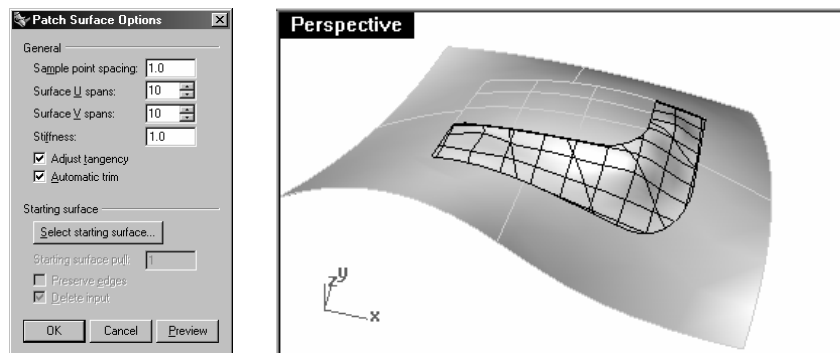 Patch Surface Options
General
Sample point spacing: 1.0
Surface U spans: 10
Surface V spans: 10
Stiffness: 1.0
Adjust tangency
Automatic trim
Starting surface
Select starting surface...
Starting surface pull: 1
Preserve edges
Delete input
OK Cancel Preview
Perspective
z y
x